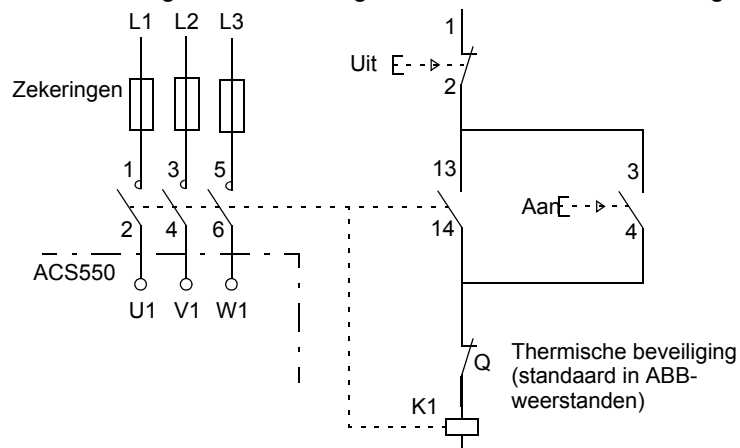 L1 L2 L3
1
Uit
2
Zekeringen
1 3 5
13
3
Aan
2 4 6
14
4
ACS550
U1 V1 W1
Q
Thermische beveiliging
(standaard in ABB-
weerstanden)
K1